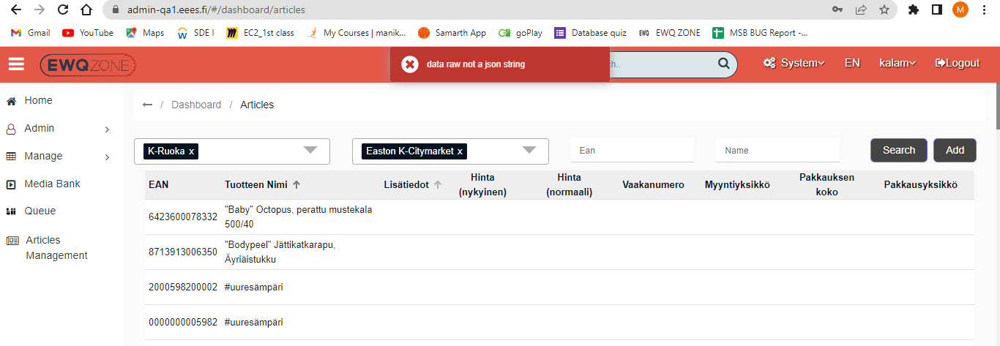 admin-qa1.eees.fi/#/dashboard/articles
M
Gmail YouTube Maps SDE I EC2_1st class My Courses | manik... Samarth App goPlay Database quiz EWQ EWQ ZONE MSB BUG Report -...
EWQZONE data raw not a json string ch.. System EN kalam Logout
Home
← / Dashboard / Articles
Admin
K-Ruoka x Easton K-Citymarket x Ean Name Search Add
Manage
Media Bank
Queue
Articles
Management
EAN Tuotteen Nimi ↑ Lisätiedot ↑ Hinta (nykyinen) Hinta (normaali) Vaakanumero Myyntiyksikkö Pakkauksen koko Pakkausyksikkö
6423600078332 "Baby" Octopus, perattu mustekala
500/40
8713913006350 "Bodypeel" Jättikatkarapu,
Äyriäistukku
2000598200002 #uuresämpäri
0000000005982 #uuresämpäri